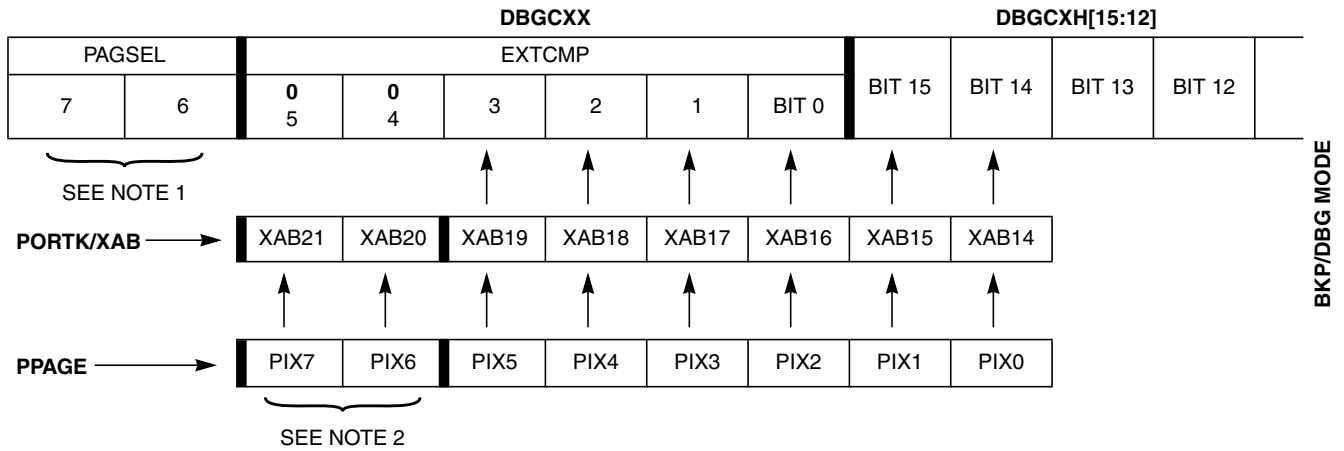 DBGCXX DBGCXH[15:12]
PAGSEL EXTCMP
7 6 0 5 0 4 3 2 1 BIT 0 BIT 15 BIT 14 BIT 13 BIT 12
SEE NOTE 1
PORTK/XAB XAB21 XAB20 XAB19 XAB18 XAB17 XAB16 XAB15 XAB14
PPAGE PIX7 PIX6 PIX5 PIX4 PIX3 PIX2 PIX1 PIX0
SEE NOTE 2
BKP/DBG MODE